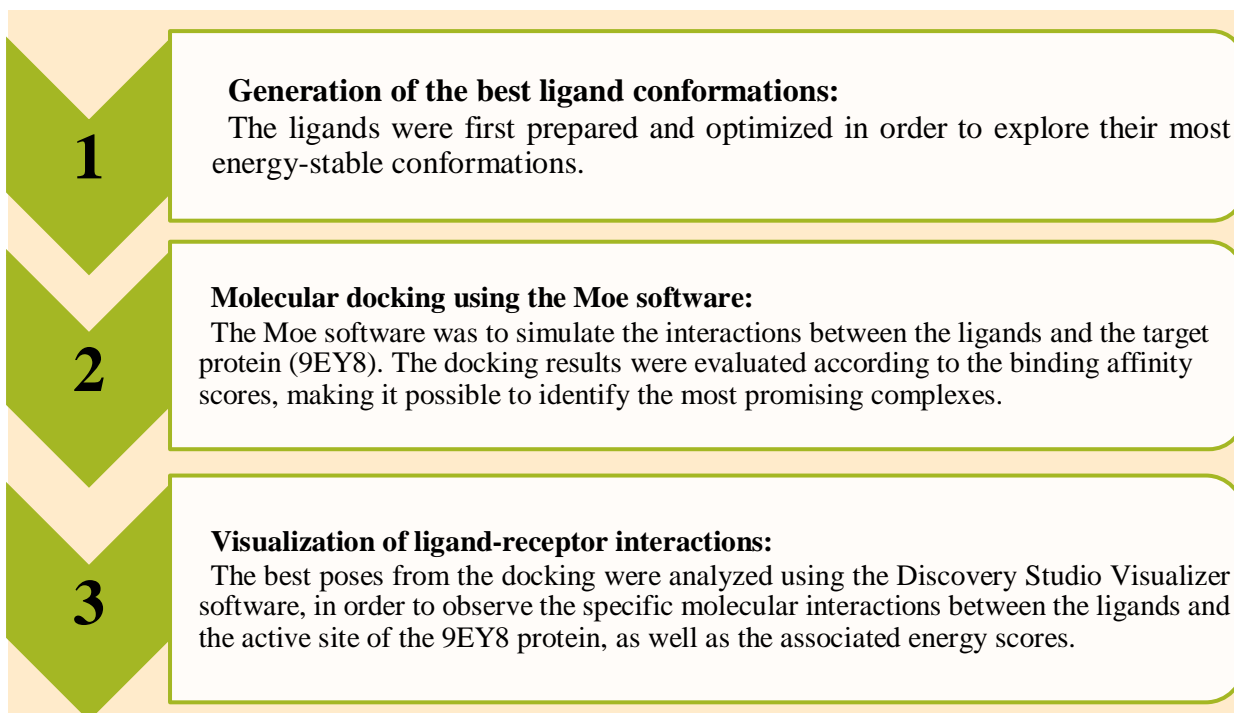 1
Generation of the best ligand conformations:
The ligands were first prepared and optimized in order to explore their most
energy-stable conformations.
2
Molecular docking using the Moe software:
The Moe software was to simulate the interactions between the ligands and the target
protein (9EY8). The docking results were evaluated according to the binding affinity
scores, making it possible to identify the most promising complexes.
3
Visualization of ligand-receptor interactions:
The best poses from the docking were analyzed using the Discovery Studio Visualizer
software, in order to observe the specific molecular interactions between the ligands and
the active site of the 9EY8 protein, as well as the associated energy scores.